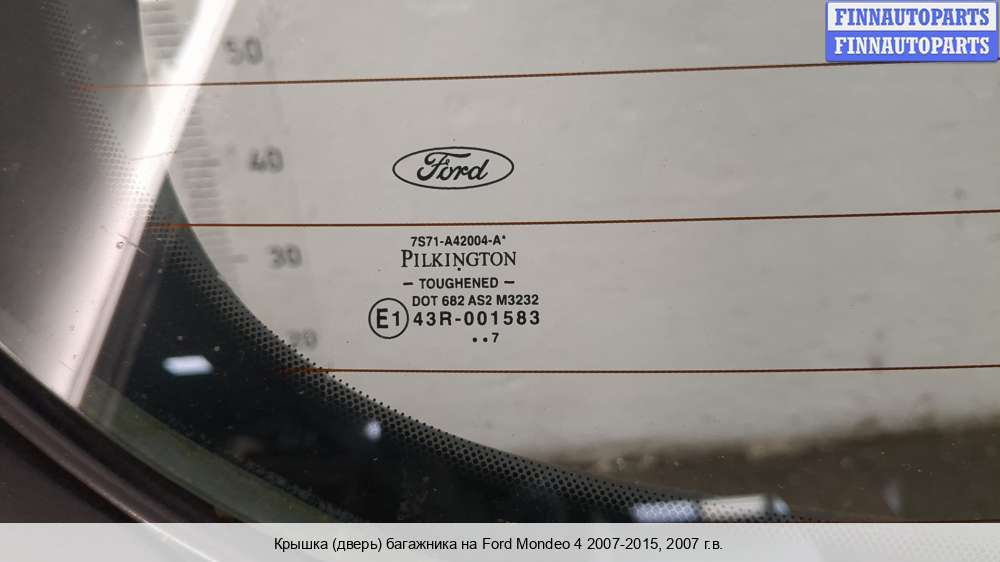 FINNAUTOPARTS
FINNAUTOPARTS
50
40
Ford
7S71-A42004-A*
PILKINGTON
30
- TOUGHENED -
DOT 682 AS2 M3232
E1 43R-001583
20
..7
Крышка (дверь) багажника на Ford Mondeo 4 2007-2015, 2007 г.в.